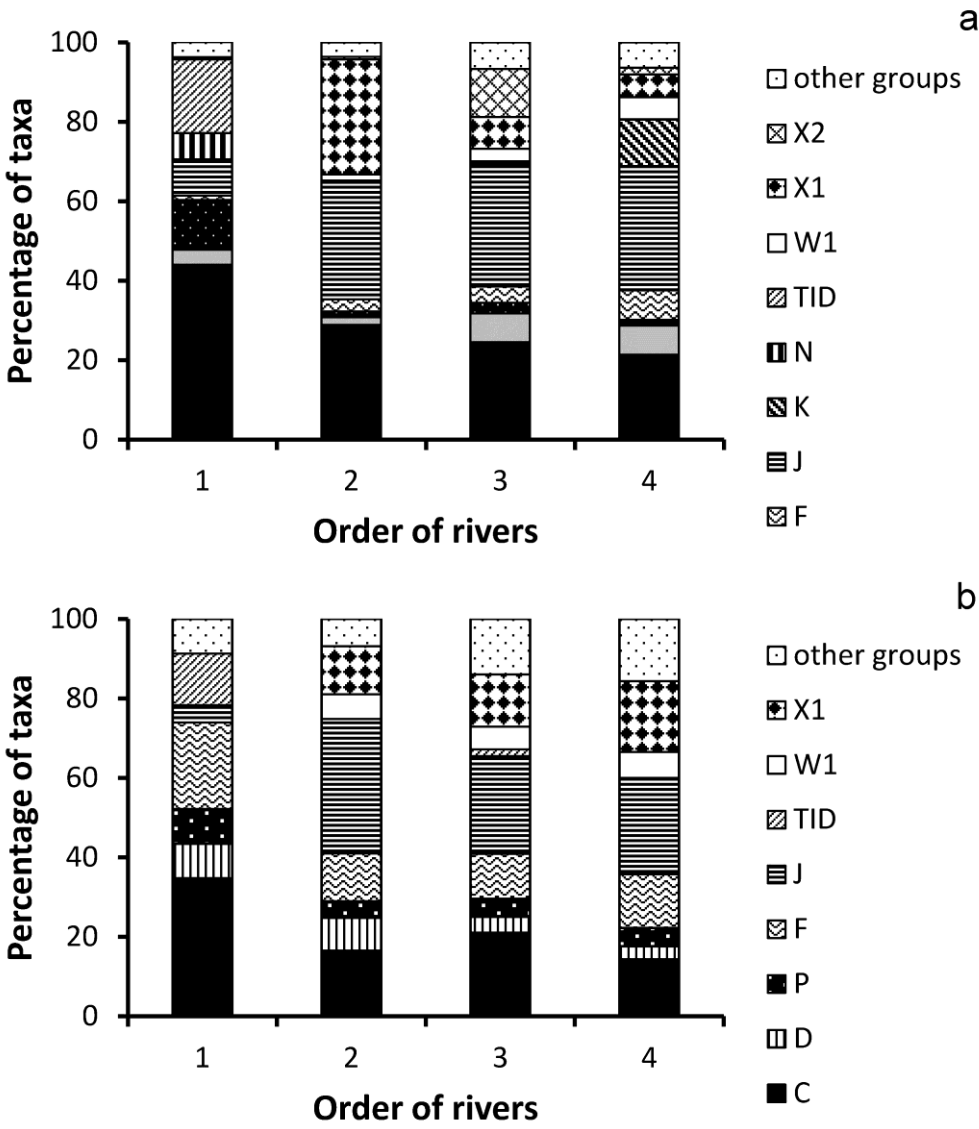 a
Percentage of taxa
100
80
60
40
20
0
1 2 3 4
Order of rivers
other groups
X2
X1
W1
TID
N
K
J
F
b
Percentage of taxa
100
80
60
40
20
0
1 2 3 4
Order of rivers
other groups
X1
W1
TID
J
F
P
D
C